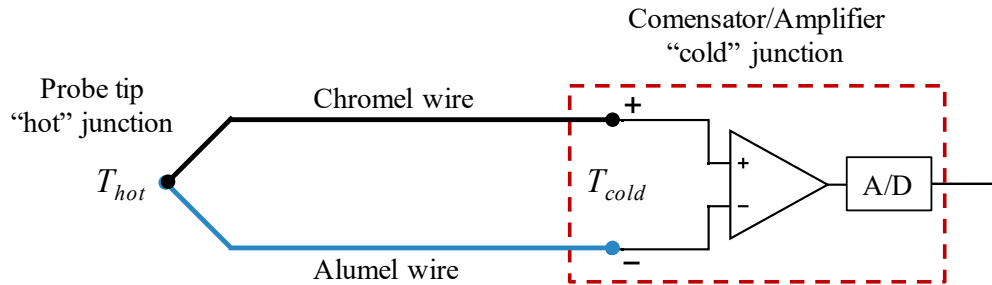 Comensator/Amplifier
“cold” junction
Probe tip
“hot” junction
Chromel wire
+
T_hot
T_cold
+
−
A/D
−
Alumel wire